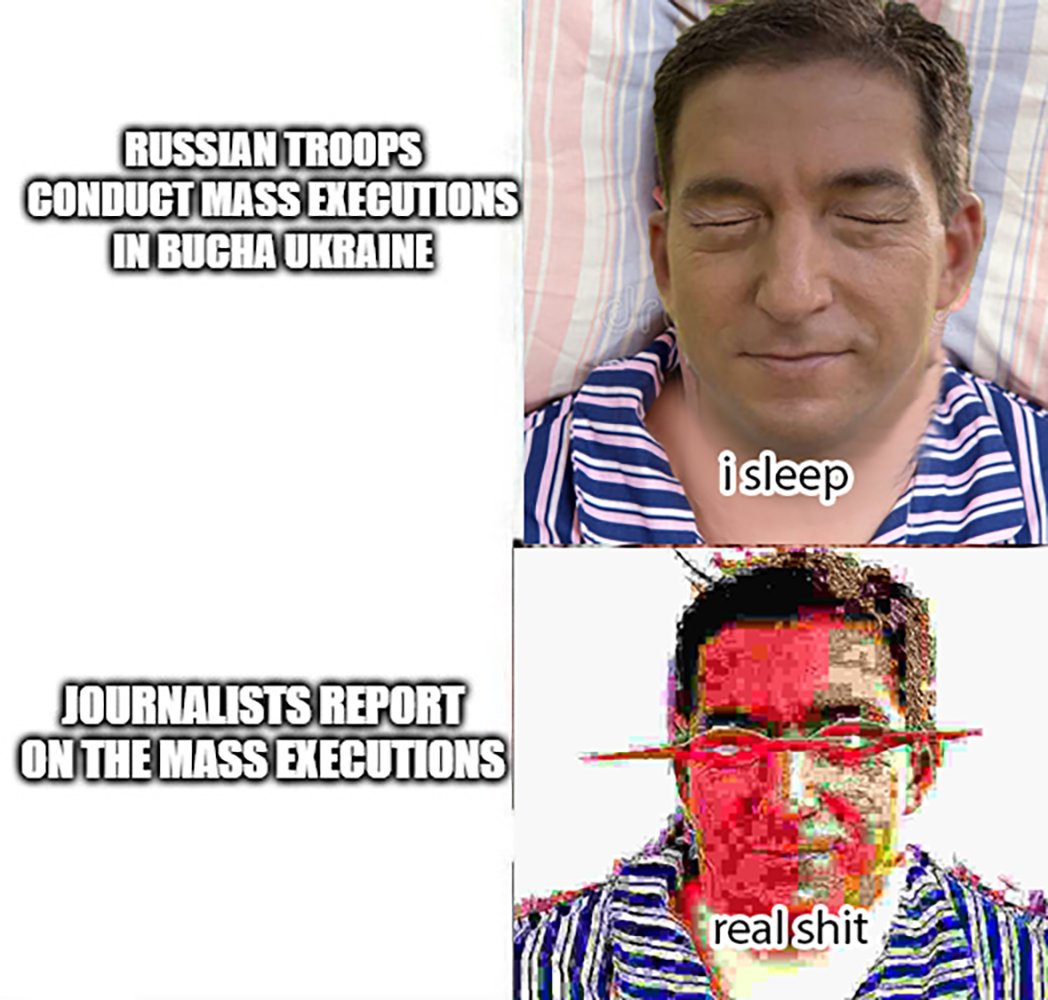 RUSSIAN TROOPS
CONDUCT MASS EXECUTIONS
IN BUCHA UKRAINE
i sleep
JOURNALISTS REPORT
ON THE MASS EXECUTIONS
real shit